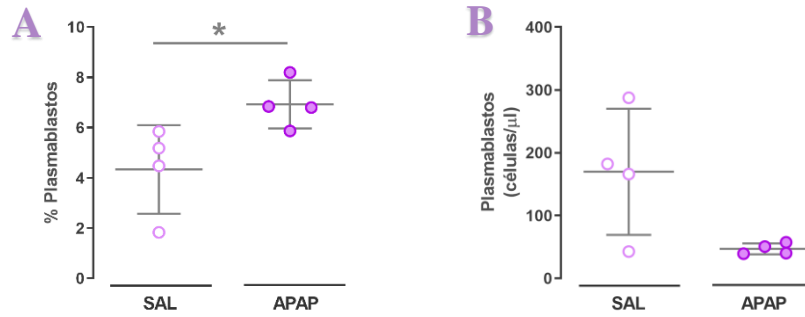 A
% Plasmablastos
10
8
6
4
2
0
*
SAL
APAP
B
Plasmablastos
(células/μl)
400
300
200
100
0
SAL
APAP